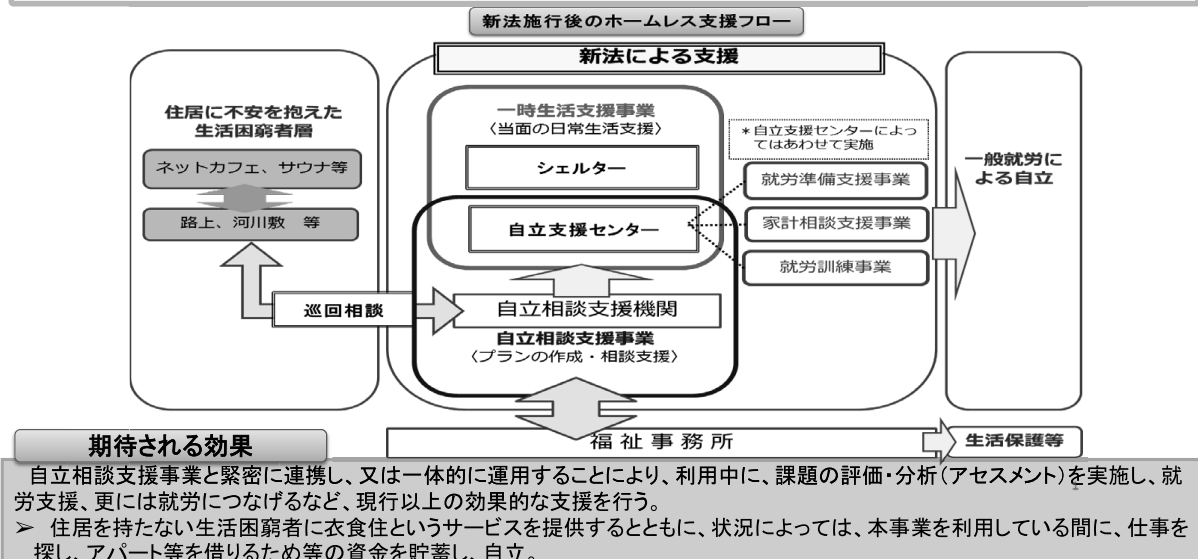 新法施行後のホームレス支援フロー
新法による支援
住居に不安を抱えた
生活困窮者層
ネットカフェ、サウナ等
路上、河川敷　等
巡回相談
一時生活支援事業
〈当面の日常生活支援〉
シェルター
自立支援センター
自立相談支援機関
自立相談支援事業
〈プランの作成・相談支援〉
＊自立支援センターによっ
てはあわせて実施
就労準備支援事業
家計相談支援事業
就労訓練事業
一般就労に
よる自立
福祉事務所
生活保護等
期待される効果
自立相談支援事業と緊密に連携し、又は一体的に運用することにより、利用中に、課題の評価・分析（アセスメント）を実施し、就
労支援、更には就労につなげるなど、現行以上の効果的な支援を行う。
➢ 住居を持たない生活困窮者に衣食住というサービスを提供するとともに、状況によっては、本事業を利用している間に、仕事を
探し、アパート等を借りるため等の資金を貯蓄し、自立。